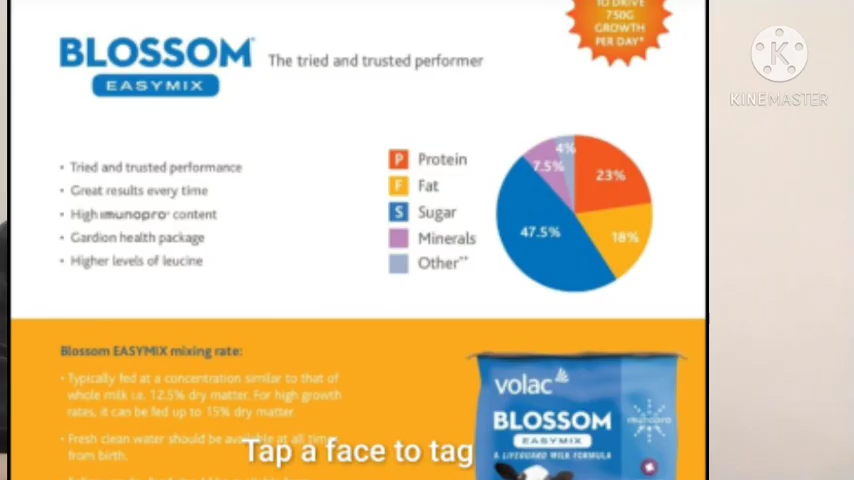 TO DRIVE
750G
GROWTH
PER DAY*
BLOSSOM
EASYMIX
The tried and trusted performer
K
KINEMASTER
• Tried and trusted performance
• Great results every time
• High imunopro® content
• Gardion health package
• Higher levels of leucine
P Protein
F Fat
S Sugar
Minerals
Other**
4%
7.5%
23%
47.5%
18%
Blossom EASYMIX mixing rate:
• Typically fed at a concentration similar to that of
whole milk i.e. 12.5% dry matter. For high growth
rates, it can be fed up to 15% dry matter.
• Fresh clean water should be available at all times
from birth.
Tap a face to tag
volac
BLOSSOM
EASYMIX
imunopro
A LIFEGUARD MILK FORMULA